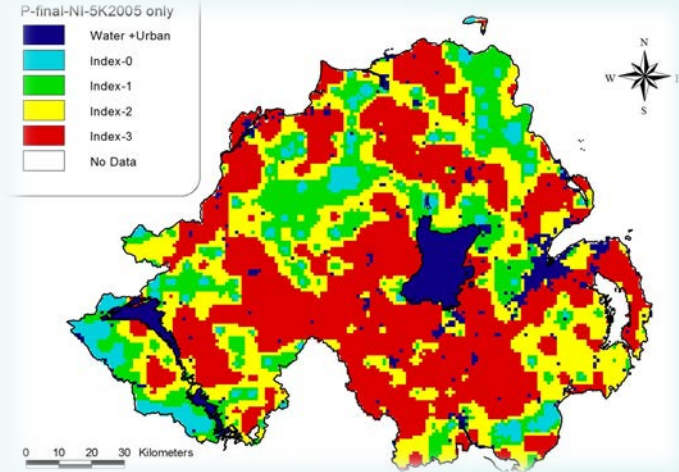 P-final-NI-5K2005 only
Water +Urban
Index-0
Index-1
Index-2
Index-3
No Data
N
W E
S
0 10 20 30 Kilometers